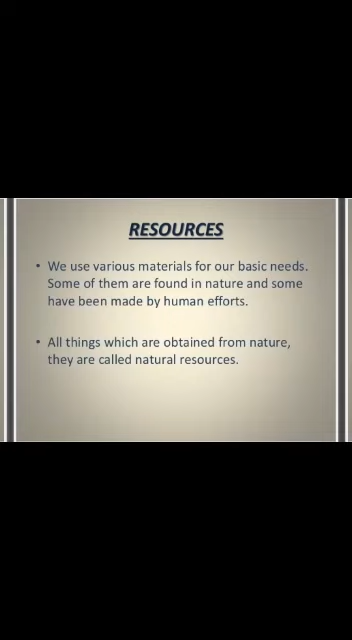 RESOURCES
• We use various materials for our basic needs.
Some of them are found in nature and some
have been made by human efforts.
• All things which are obtained from nature,
they are called natural resources.